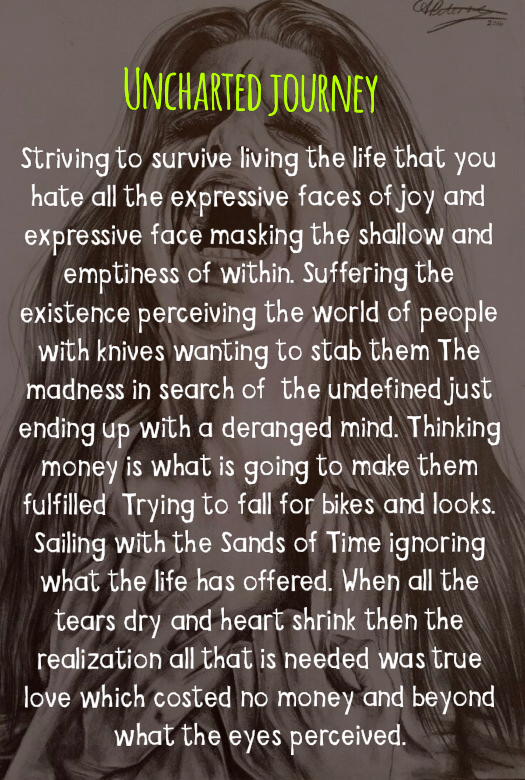 UNCHARTED JOURNEY
Striving to survive living the life that you
hate all the expressive faces of joy and
expressive face masking the shallow and
emptiness of within. Suffering the
existence perceiving the world of people
with knives wanting to stab them The
madness in search of the undefined just
ending up with a deranged mind. Thinking
money is what is going to make them
fulfilled Trying to fall for bikes and looks.
Sailing with the Sands of Time ignoring
what the life has offered. When all the
tears dry and heart shrink then the
realization all that is needed was true
love which costed no money and beyond
what the eyes perceived.